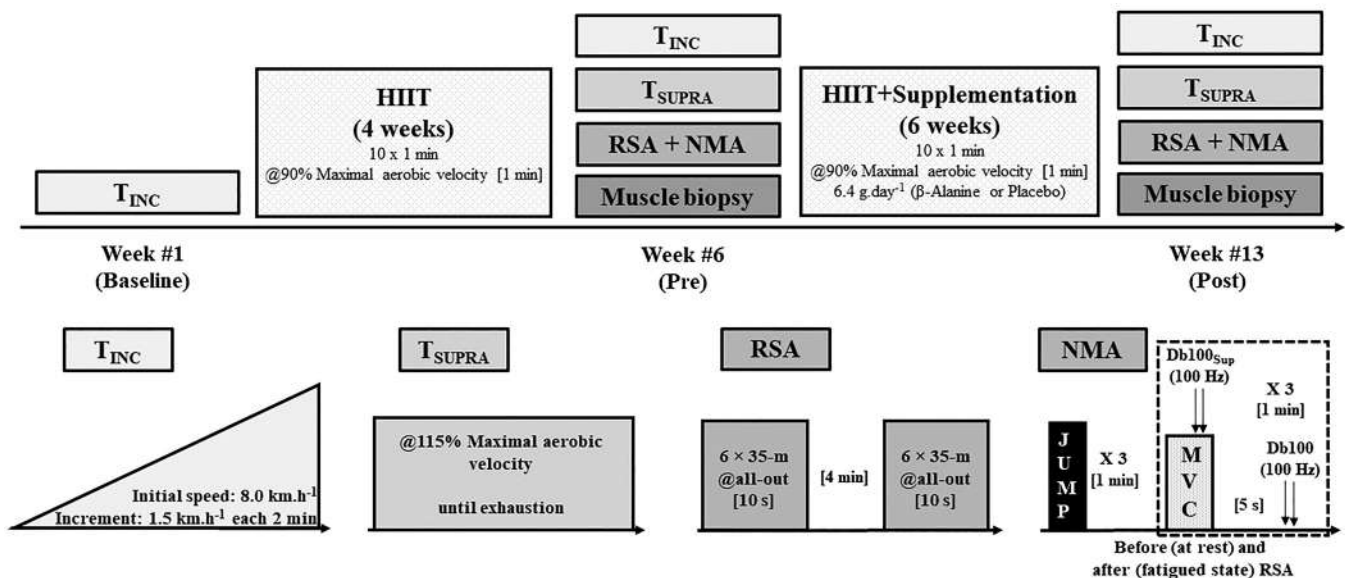 T_INC
HIIT
(4 weeks)
10 x 1 min
@90% Maximal aerobic velocity [1 min]
T_INC
T_SUPRA
RSA + NMA
Muscle biopsy
HIIT+Supplementation
(6 weeks)
10 x 1 min
@90% Maximal aerobic velocity [1 min]
6.4 g.day⁻¹ (β-Alanine or Placebo)
T_INC
T_SUPRA
RSA + NMA
Muscle biopsy
Week #1
(Baseline)
Week #6
(Pre)
Week #13
(Post)
T_INC
Initial speed: 8.0 km.h⁻¹
Increment: 1.5 km.h⁻¹ each 2 min
T_SUPRA
@115% Maximal aerobic
velocity
until exhaustion
RSA
6 × 35-m
@all-out
[10 s]
[4 min]
6 × 35-m
@all-out
[10 s]
NMA
JUMP
X 3
[1 min]
Db100_Sup
(100 Hz)
MVC
X 3
[1 min]
[5 s]
Db100
(100 Hz)
Before (at rest) and
after (fatigued state) RSA